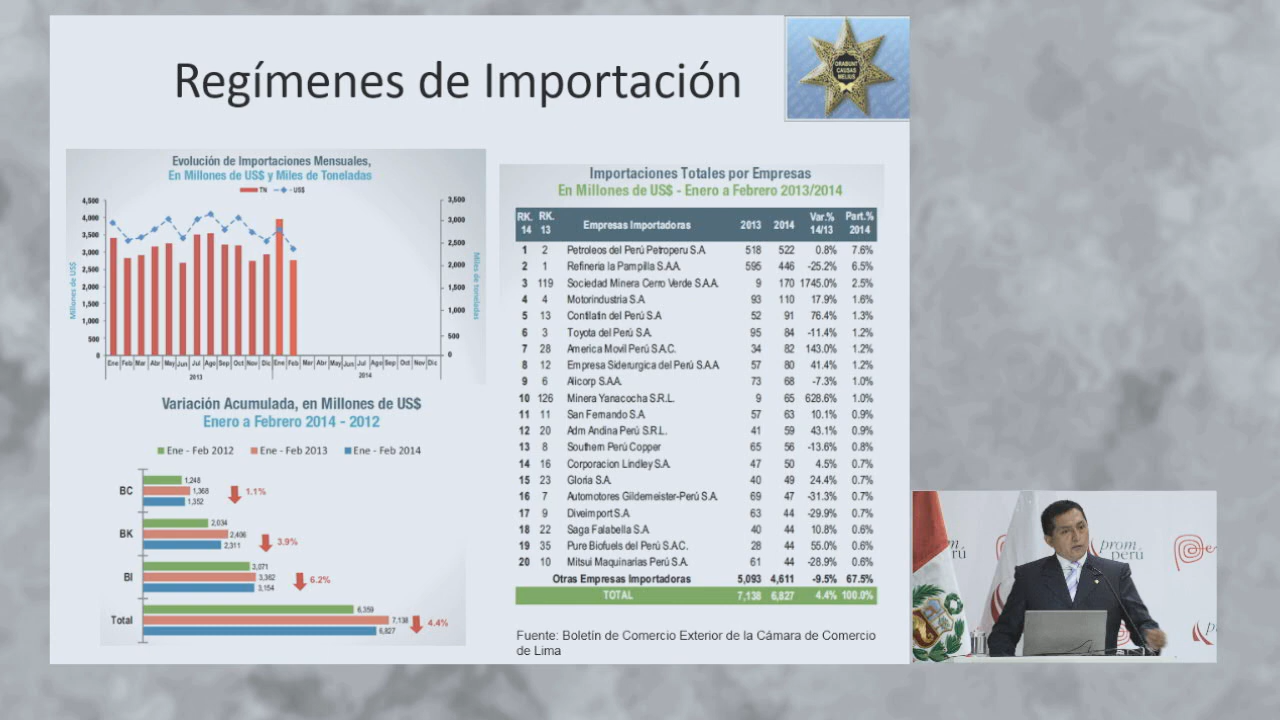 Regímenes de Importación
ORABUNT
CAUSAS
MELIUS
Evolución de Importaciones Mensuales,
En Millones de US$ y Miles de Toneladas
TN US$
4,500
4,000
3,500
3,000
2,500
2,000
1,500
1,000
500
0
Millones de US$
3,500
3,000
2,500
2,000
1,500
1,000
500
0
Miles de toneladas
Ene Feb Mar Abr May Jun Jul Ago Sep Oct Nov Dic Ene Feb Mar Abr May Jun Jul Ago Sep Oct Nov Dic
2013 2014
Variación Acumulada, en Millones de US$
Enero a Febrero 2014 - 2012
Ene - Feb 2012 Ene - Feb 2013 Ene - Feb 2014
BC
1,248
1,368
1,352
1.1%
BK
2,034
2,406
2,311
3.9%
BI
3,071
3,362
3,154
6.2%
Total
6,359
7,138
6,827
4.4%
Importaciones Totales por Empresas
En Millones de US$ - Enero a Febrero 2013/2014
RK. 14 RK. 13 Empresas Importadoras 2013 2014 Var.% 14/13 Part.% 2014
1 2 Petroleos del Perú Petroperu S.A 518 522 0.8% 7.6%
2 1 Refineria la Pampilla S.A.A. 595 446 -25.2% 6.5%
3 119 Sociedad Minera Cerro Verde S.A.A. 9 170 1745.0% 2.5%
4 4 Motorindustria S.A. 93 110 17.9% 1.6%
5 13 Contilatin del Perú S.A 52 91 76.4% 1.3%
6 3 Toyota del Perú S.A. 95 84 -11.4% 1.2%
7 28 America Movil Perú S.A.C. 34 82 143.0% 1.2%
8 12 Empresa Siderurgica del Perú S.A.A 57 80 41.4% 1.2%
9 6 Alicorp S.A.A. 73 68 -7.3% 1.0%
10 126 Minera Yanacocha S.R.L. 9 65 628.6% 1.0%
11 11 San Fernando S.A 57 63 10.1% 0.9%
12 20 Adm Andina Perú S.R.L. 41 59 43.1% 0.9%
13 8 Southern Perú Copper 65 56 -13.6% 0.8%
14 16 Corporacion Lindley S.A. 47 50 4.5% 0.7%
15 23 Gloria S.A. 40 49 24.4% 0.7%
16 7 Automotores Gildemeister-Perú S.A. 69 47 -31.3% 0.7%
17 9 Diveimport S.A. 63 44 -29.9% 0.7%
18 22 Saga Falabella S.A. 40 44 10.8% 0.6%
19 35 Pure Biofuels del Perú S.A.C. 28 44 55.0% 0.6%
20 10 Mitsui Maquinarias Perú S.A. 61 44 -28.9% 0.6%
Otras Empresas Importadoras 5,093 4,611 -9.5% 67.5%
TOTAL 7,138 6,827 4.4% 100.0%
Fuente: Boletín de Comercio Exterior de la Cámara de Comercio
de Lima
prom
perú